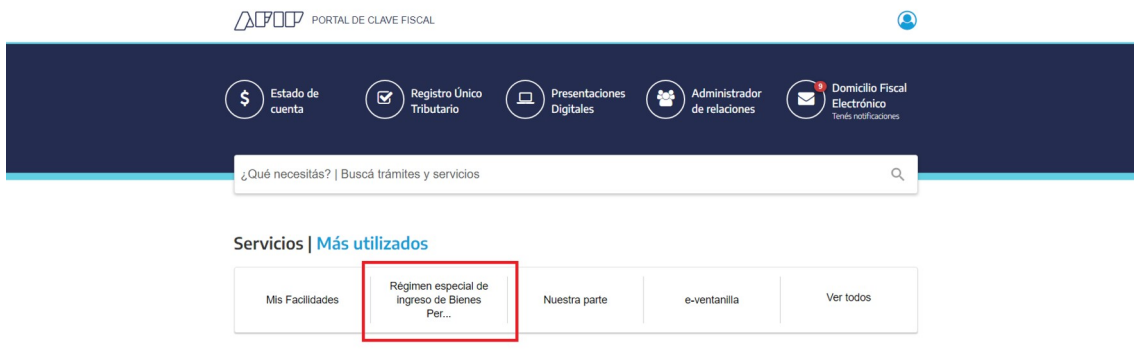 AFIP PORTAL DE CLAVE FISCAL
$
Estado de
cuenta
Registro Único
Tributario
Presentaciones
Digitales
Administrador
de relaciones
9
Domicilio Fiscal
Electrónico
Tenés notificaciones
¿Qué necesitás? | Buscá trámites y servicios
Servicios | Más utilizados
Mis Facilidades
Régimen especial de
ingreso de Bienes
Per...
Nuestra parte
e-ventanilla
Ver todos